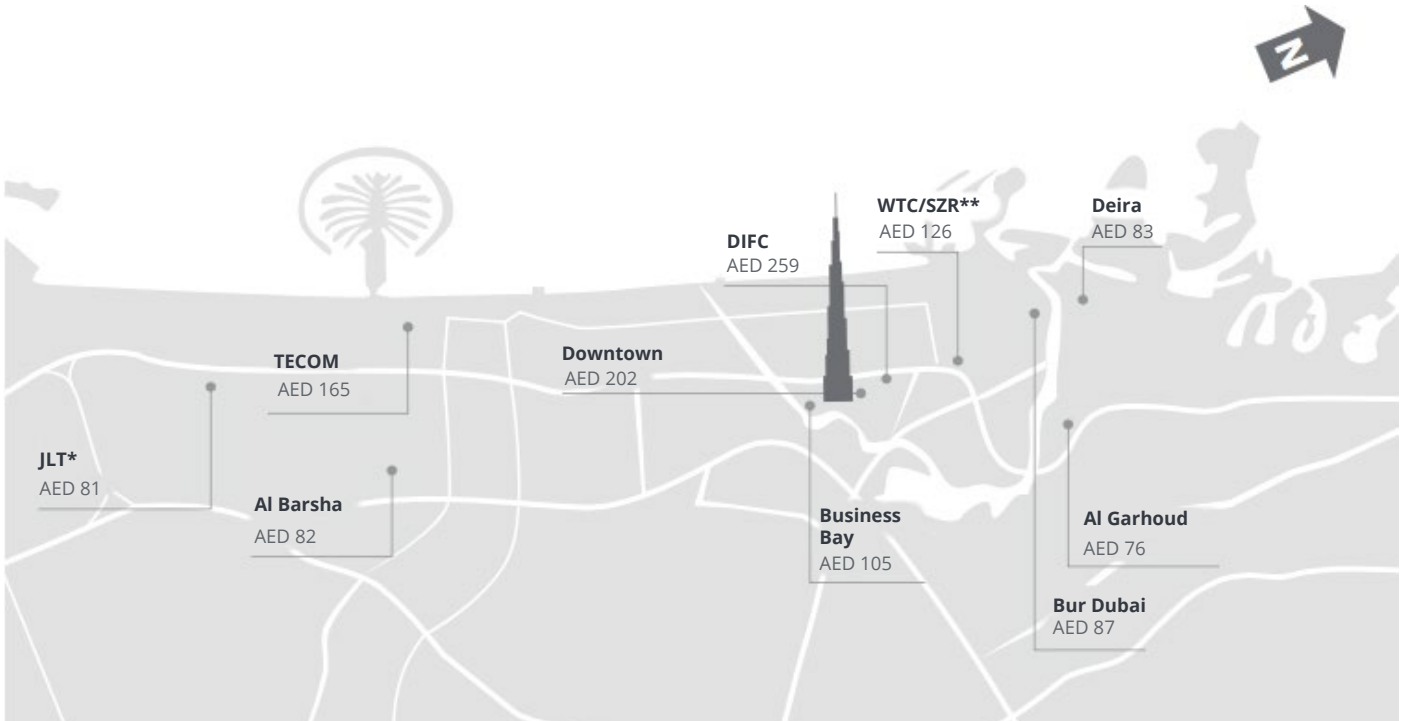 N
WTC/SZR**
AED 126
Deira
AED 83
DIFC
AED 259
Downtown
AED 202
TECOM
AED 165
JLT*
AED 81
Al Barsha
AED 82
Business
Bay
AED 105
Al Garhoud
AED 76
Bur Dubai
AED 87